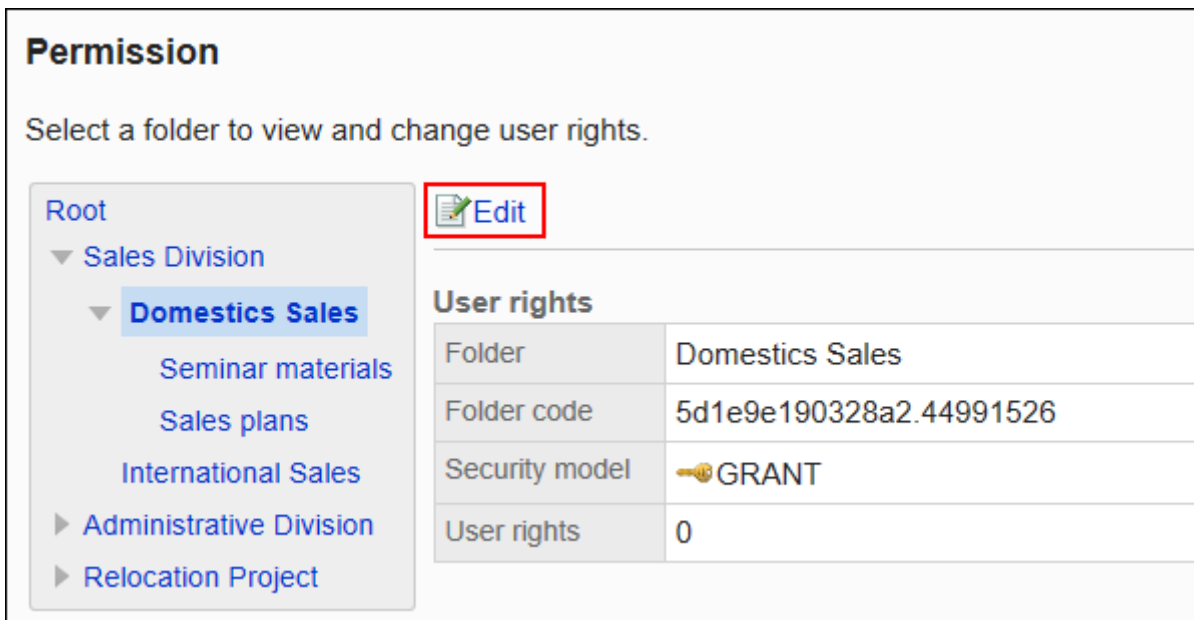 Permission
Select a folder to view and change user rights.
Root
Sales Division
Domestics Sales
Seminar materials
Sales plans
International Sales
Administrative Division
Relocation Project
Edit
User rights
Folder Domestics Sales
Folder code 5d1e9e190328a2.44991526
Security model GRANT
User rights 0